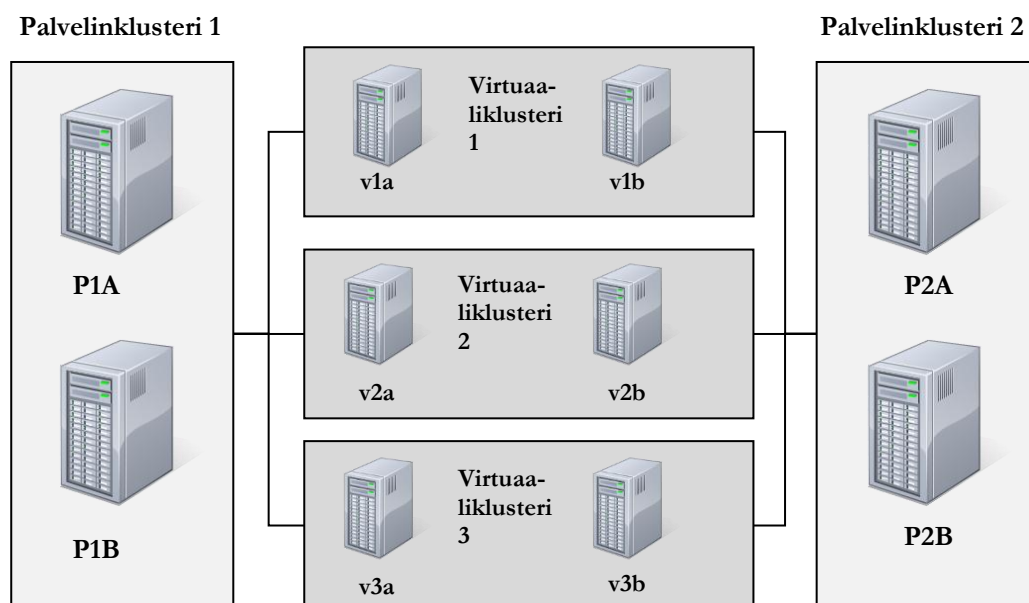 Palvelinklusteri 1
Palvelinklusteri 2
Virtuaa-
liklusteri
1
v1a
v1b
P1A
P2A
Virtuaa-
liklusteri
2
v2a
v2b
Virtuaa-
liklusteri
3
P1B
P2B
v3a
v3b